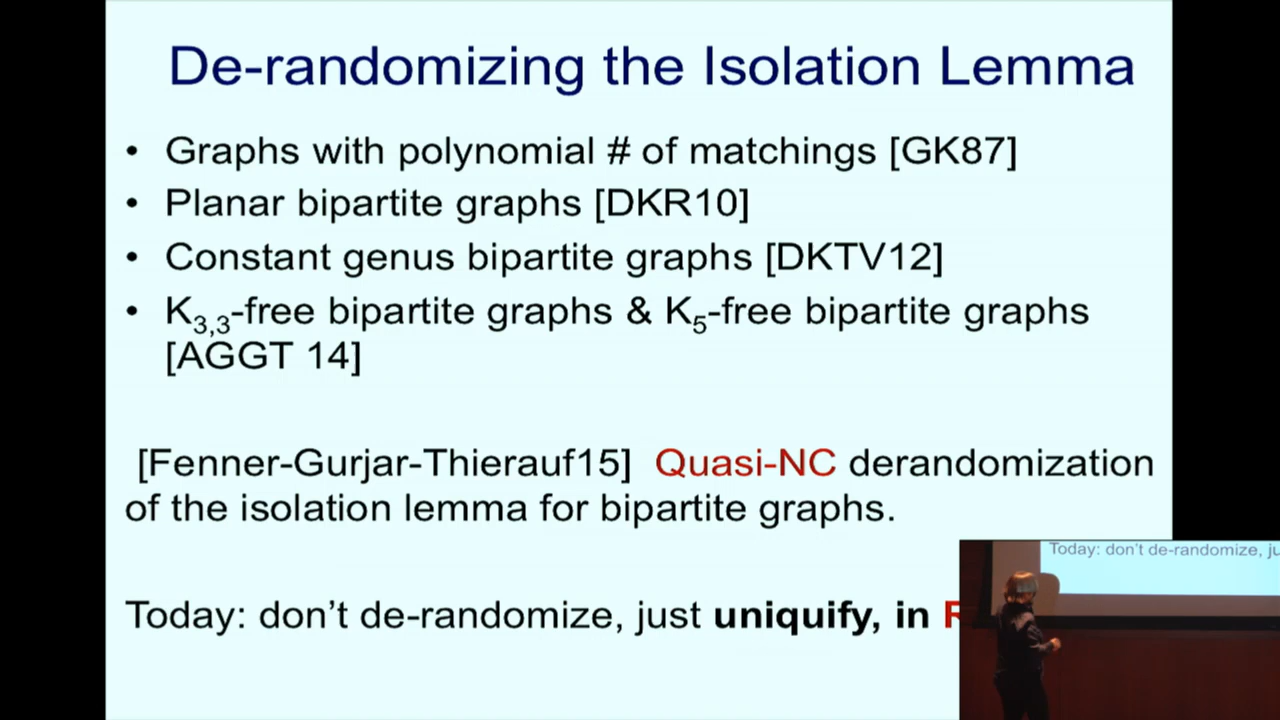 De-randomizing the Isolation Lemma
• Graphs with polynomial # of matchings [GK87]
• Planar bipartite graphs [DKR10]
• Constant genus bipartite graphs [DKTV12]
• K3,3-free bipartite graphs & K5-free bipartite graphs
[AGGT 14]
[Fenner-Gurjar-Thierauf15] Quasi-NC derandomization
of the isolation lemma for bipartite graphs.
Today: don't de-randomize, just uniquify, in
Today: don't de-randomize,